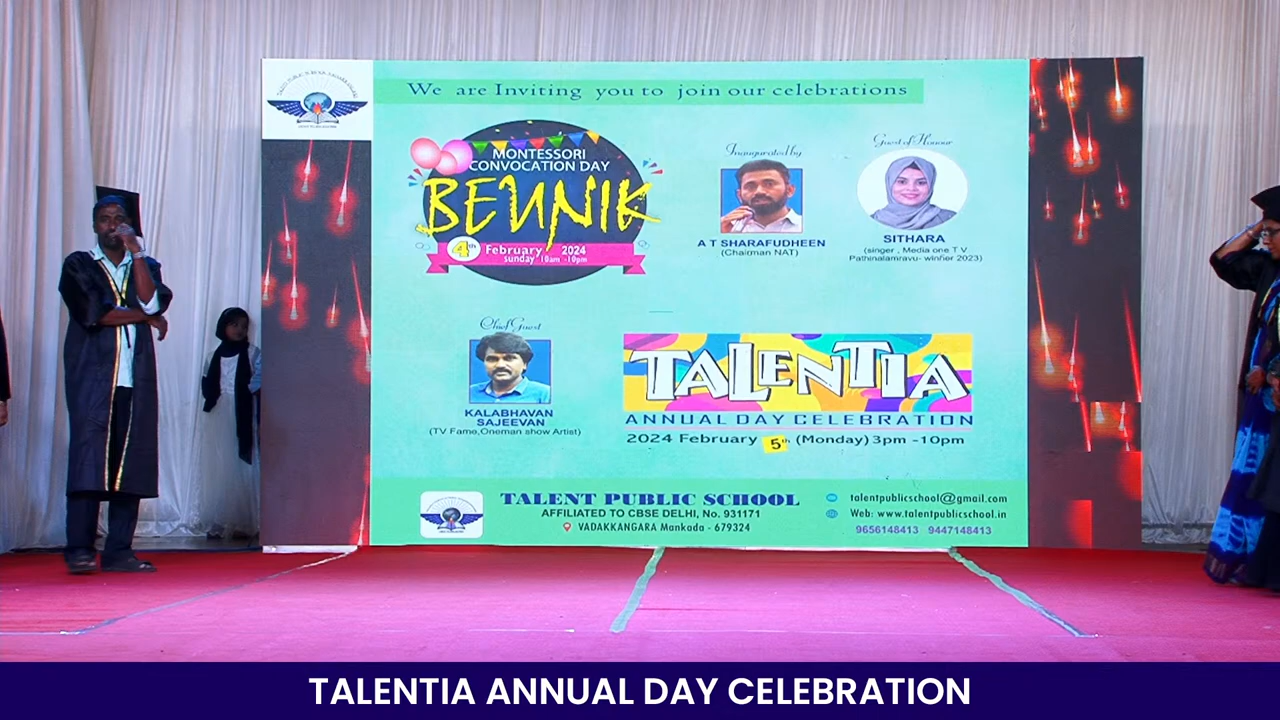 We are Inviting you to join our celebrations
MONTESSORI
CONVOCATION DAY
BEUNIK
4th February 2024
sunday 10am -10pm
Inaugurated by
A T SHARAFUDHEEN
(Chairman NAT)
Guest of Honour
SITHARA
(singer , Media one T V
Pathinalamravu- winner 2023)
Chief Guest
KALABHAVAN
SAJEEVAN
(TV Fame,Oneman show Artist)
TALENTIA
ANNUAL DAY CELEBRATION
2024 February 5th (Monday) 3pm -10pm
TALENT PUBLIC SCHOOL
AFFILIATED TO CBSE DELHI, No. 931171
VADAKKANGARA Mankada - 679324
talentpublicschool@gmail.com
Web: www.talentpublicschool.in
9656148413 9447148413
TALENTIA ANNUAL DAY CELEBRATION